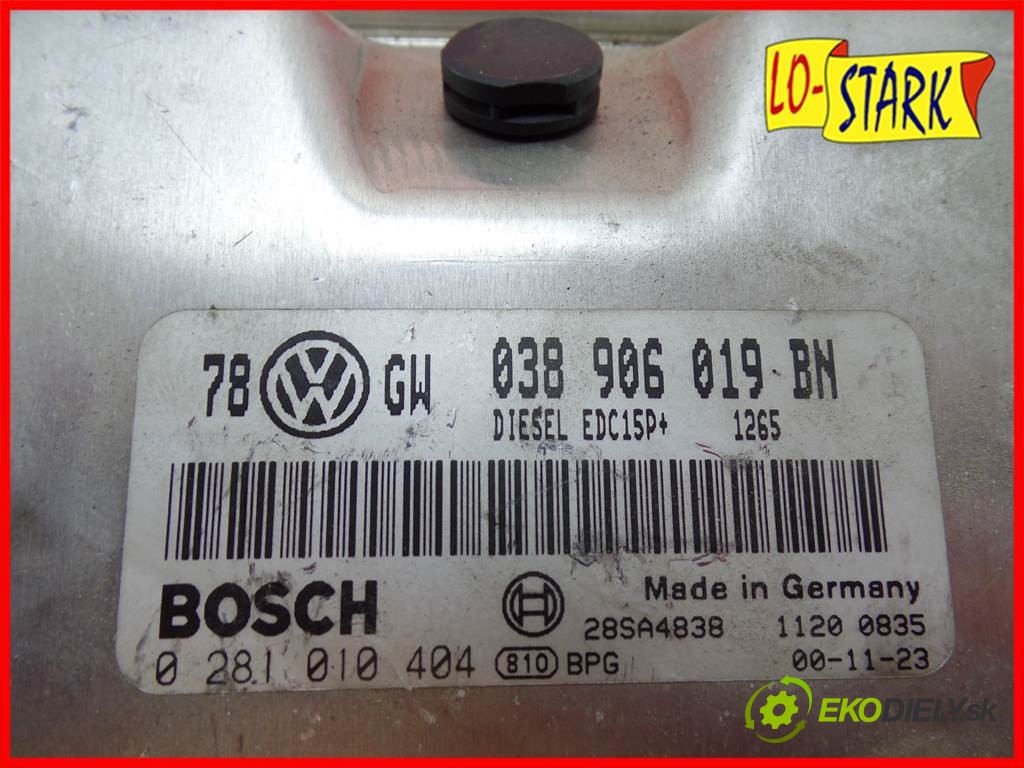 LO-STARK
78 VW GW 038 906 019 BN
DIESEL EDC15P+ 1265
BOSCH Made in Germany
28SA4838 1120 0835
0 281 010 404 810 BPG 00-11-23
EKODIELY.sk